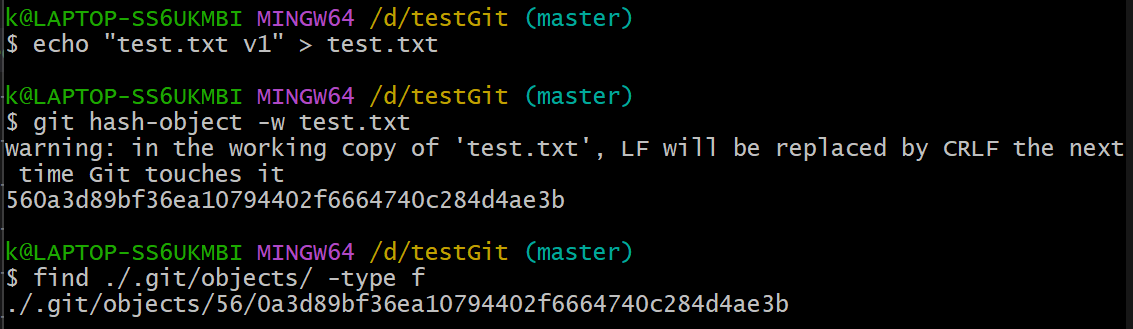 k@LAPTOP-SS6UKMBI MINGW64 /d/testGit (master)
$ echo "test.txt v1" > test.txt
k@LAPTOP-SS6UKMBI MINGW64 /d/testGit (master)
$ git hash-object -w test.txt
warning: in the working copy of 'test.txt', LF will be replaced by CRLF the next
 time Git touches it
560a3d89bf36ea10794402f6664740c284d4ae3b
k@LAPTOP-SS6UKMBI MINGW64 /d/testGit (master)
$ find ./.git/objects/ -type f
./.git/objects/56/0a3d89bf36ea10794402f6664740c284d4ae3b